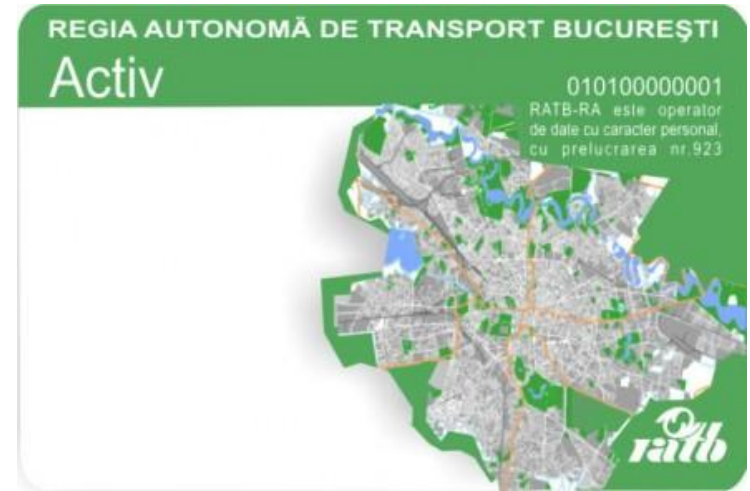 REGIA AUTONOMĂ DE TRANSPORT BUCUREŞTI
Activ
010100000001
RATB-RA este operator
de date cu caracter personal,
cu prelucrarea nr.923
ratb